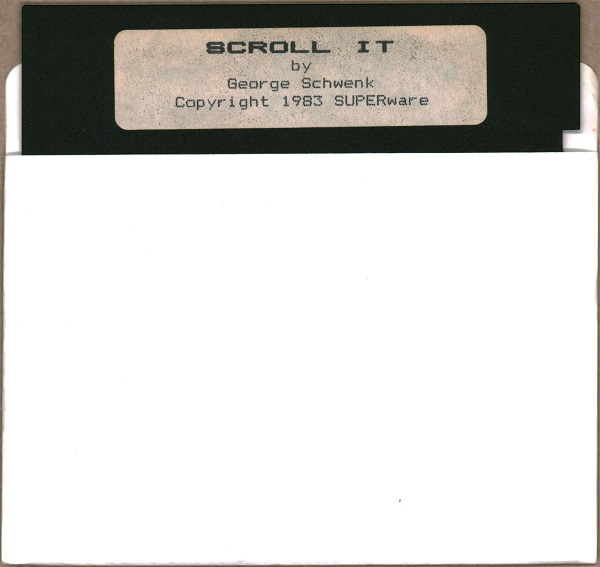 SCROLL IT
by
George Schwenk
Copyright 1983 SUPERware